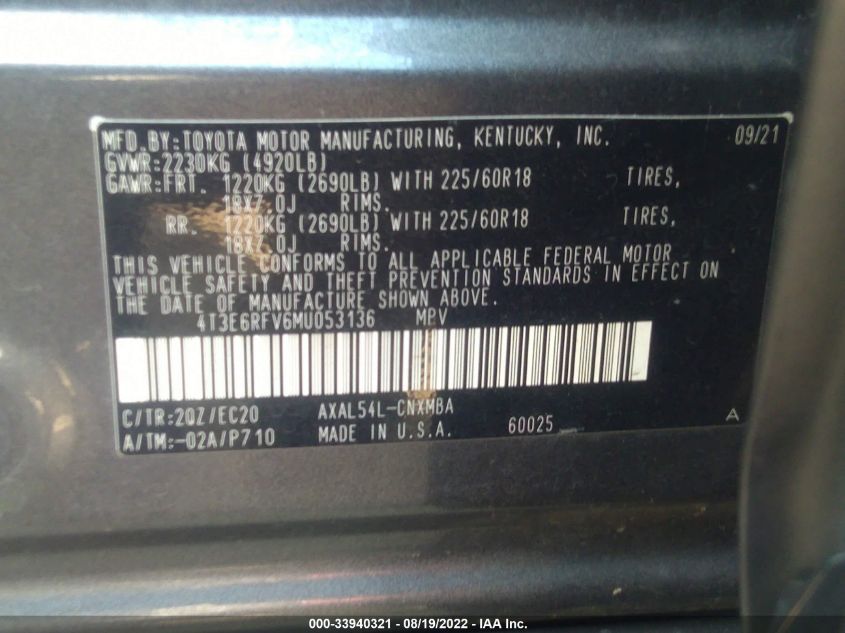 MFD.BY:TOYOTA MOTOR MANUFACTURING, KENTUCKY, INC. 09/21
GVWR:2230KG (4920LB)
GAWR:FRT. 1220KG (2690LB) WITH 225/60R18 TIRES,
18X7.0J RIMS.
RR. 1220KG (2690LB) WITH 225/60R18 TIRES,
18X7.0J RIMS.
THIS VEHICLE CONFORMS TO ALL APPLICABLE FEDERAL MOTOR
VEHICLE SAFETY AND THEFT PREVENTION STANDARDS IN EFFECT ON
THE DATE OF MANUFACTURE SHOWN ABOVE.
4T3E6RFV6MU053136 MPV
C/TR:2QZ/EC20 AXAL54L-CNXMBA
A/TM:-02A/P710 MADE IN U.S.A. 60025 A
000-33940321 - 08/19/2022 - IAA Inc.